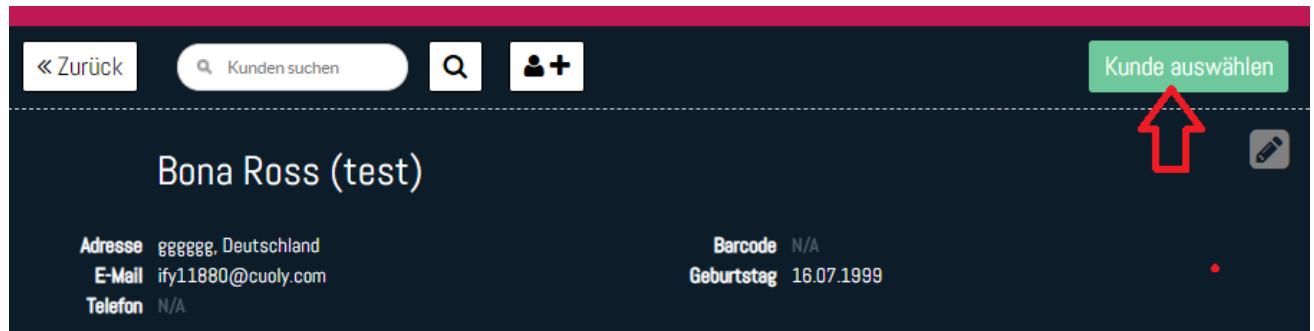 « Zurück
Kunden suchen
Kunde auswählen
Bona Ross (test)
Adresse gggggg, Deutschland
Barcode N/A
E-Mail ify11880@cuoly.com
Geburtstag 16.07.1999
Telefon N/A